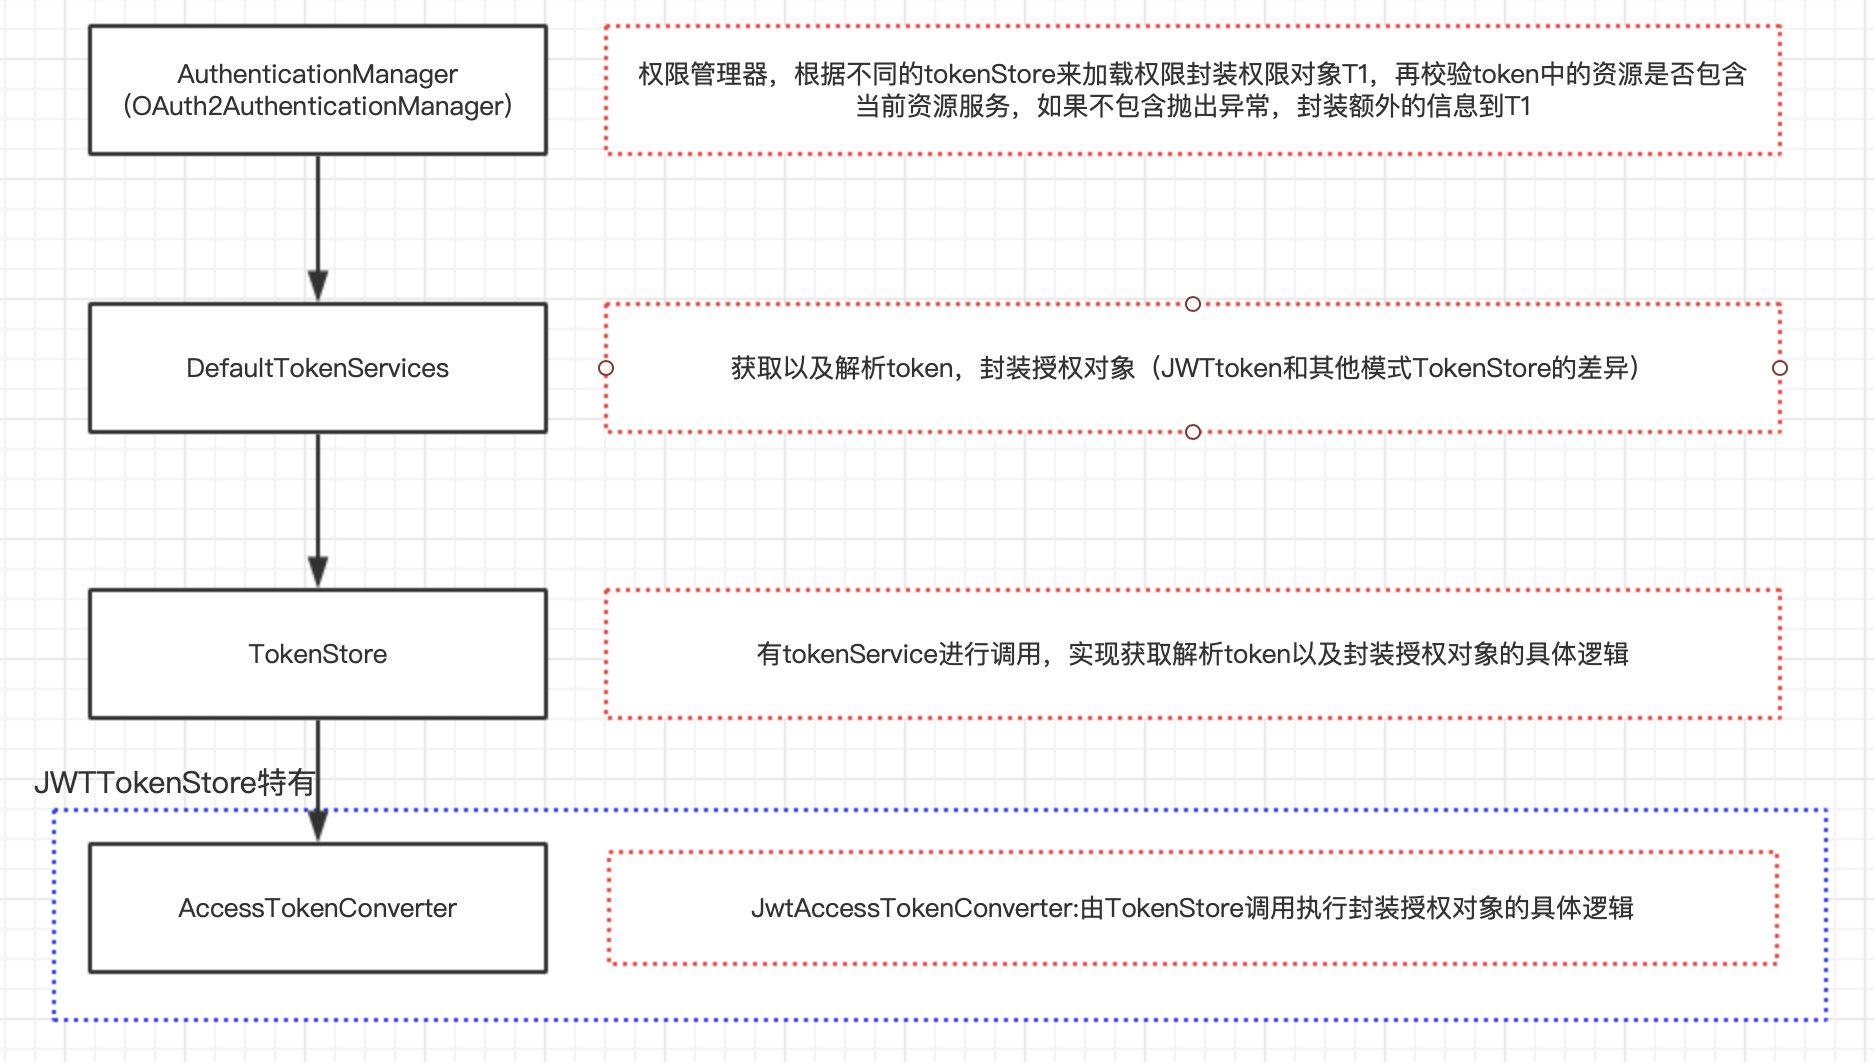 AuthenticationManager
(OAuth2AuthenticationManager)
权限管理器，根据不同的tokenStore来加载权限封装权限对象T1，再校验token中的资源是否包含
当前资源服务，如果不包含抛出异常，封装额外的信息到T1
DefaultTokenServices
获取以及解析token，封装授权对象（JWTtoken和其他模式TokenStore的差异）
TokenStore
有tokenService进行调用，实现获取解析token以及封装授权对象的具体逻辑
JWTTokenStore特有
AccessTokenConverter
JwtAccessTokenConverter:由TokenStore调用执行封装授权对象的具体逻辑